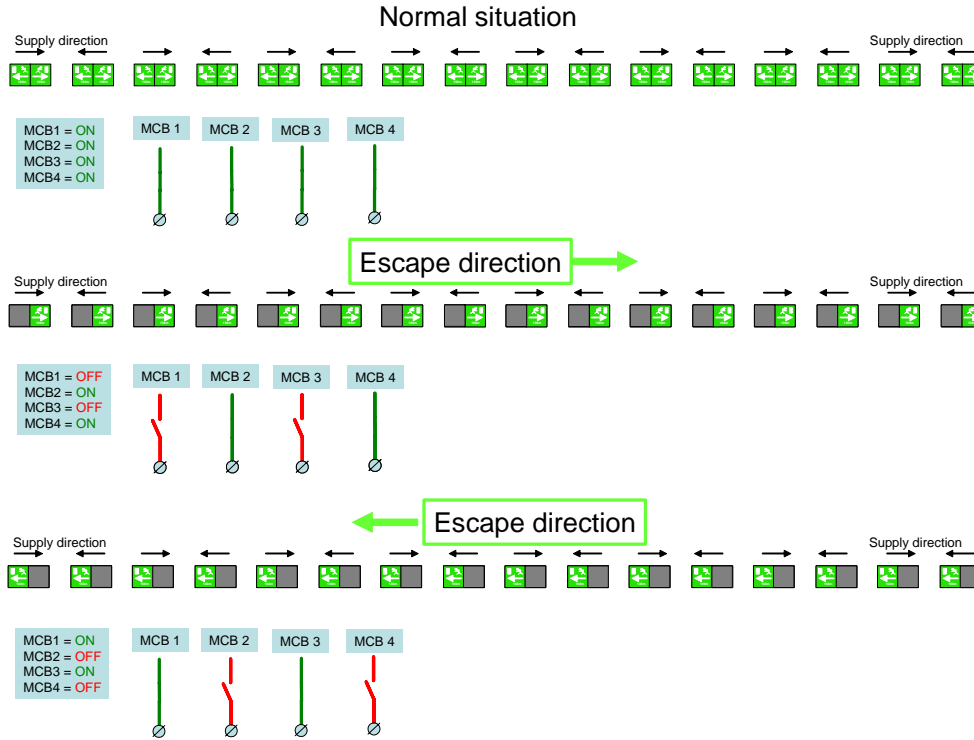 Normal situation
Supply direction
Supply direction
MCB1 = ON
MCB2 = ON
MCB3 = ON
MCB4 = ON
MCB 1
MCB 2
MCB 3
MCB 4
Escape direction
Supply direction
Supply direction
MCB1 = OFF
MCB2 = ON
MCB3 = OFF
MCB4 = ON
MCB 1
MCB 2
MCB 3
MCB 4
Escape direction
Supply direction
Supply direction
MCB1 = ON
MCB2 = OFF
MCB3 = ON
MCB4 = OFF
MCB 1
MCB 2
MCB 3
MCB 4